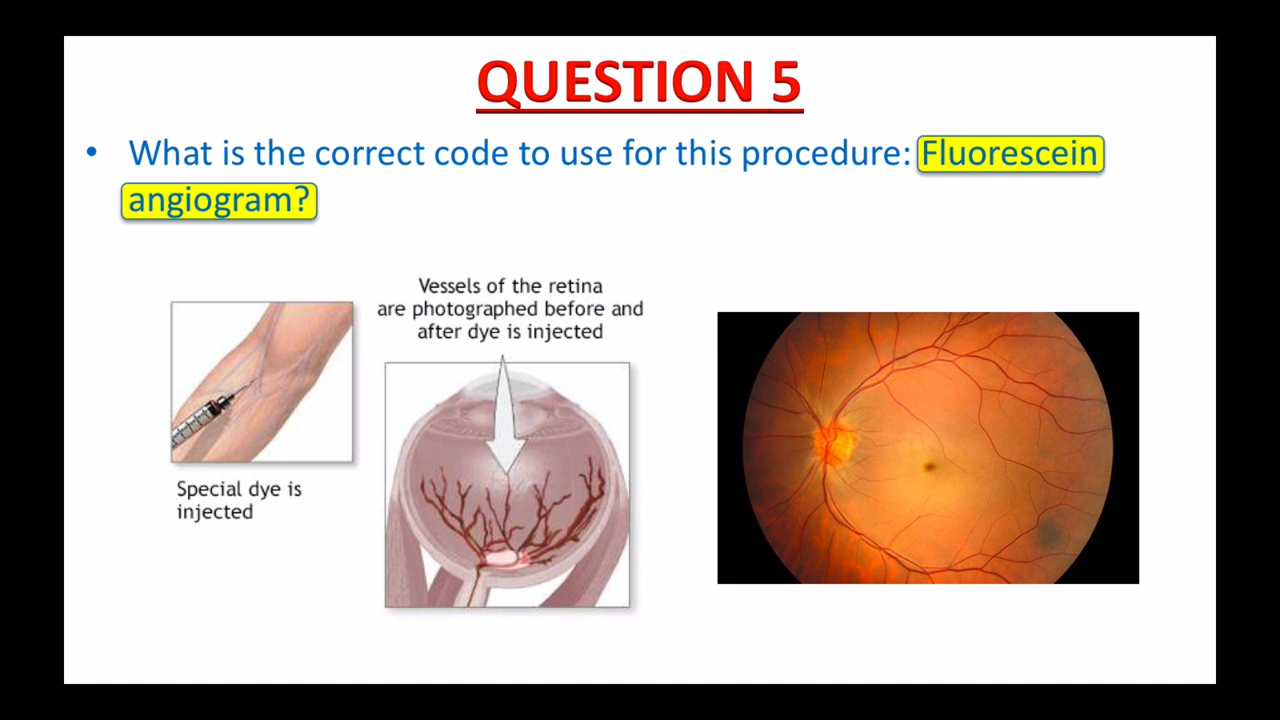 QUESTION 5
• What is the correct code to use for this procedure: Fluorescein
angiogram?
Vessels of the retina
are photographed before and
after dye is injected
Special dye is
injected